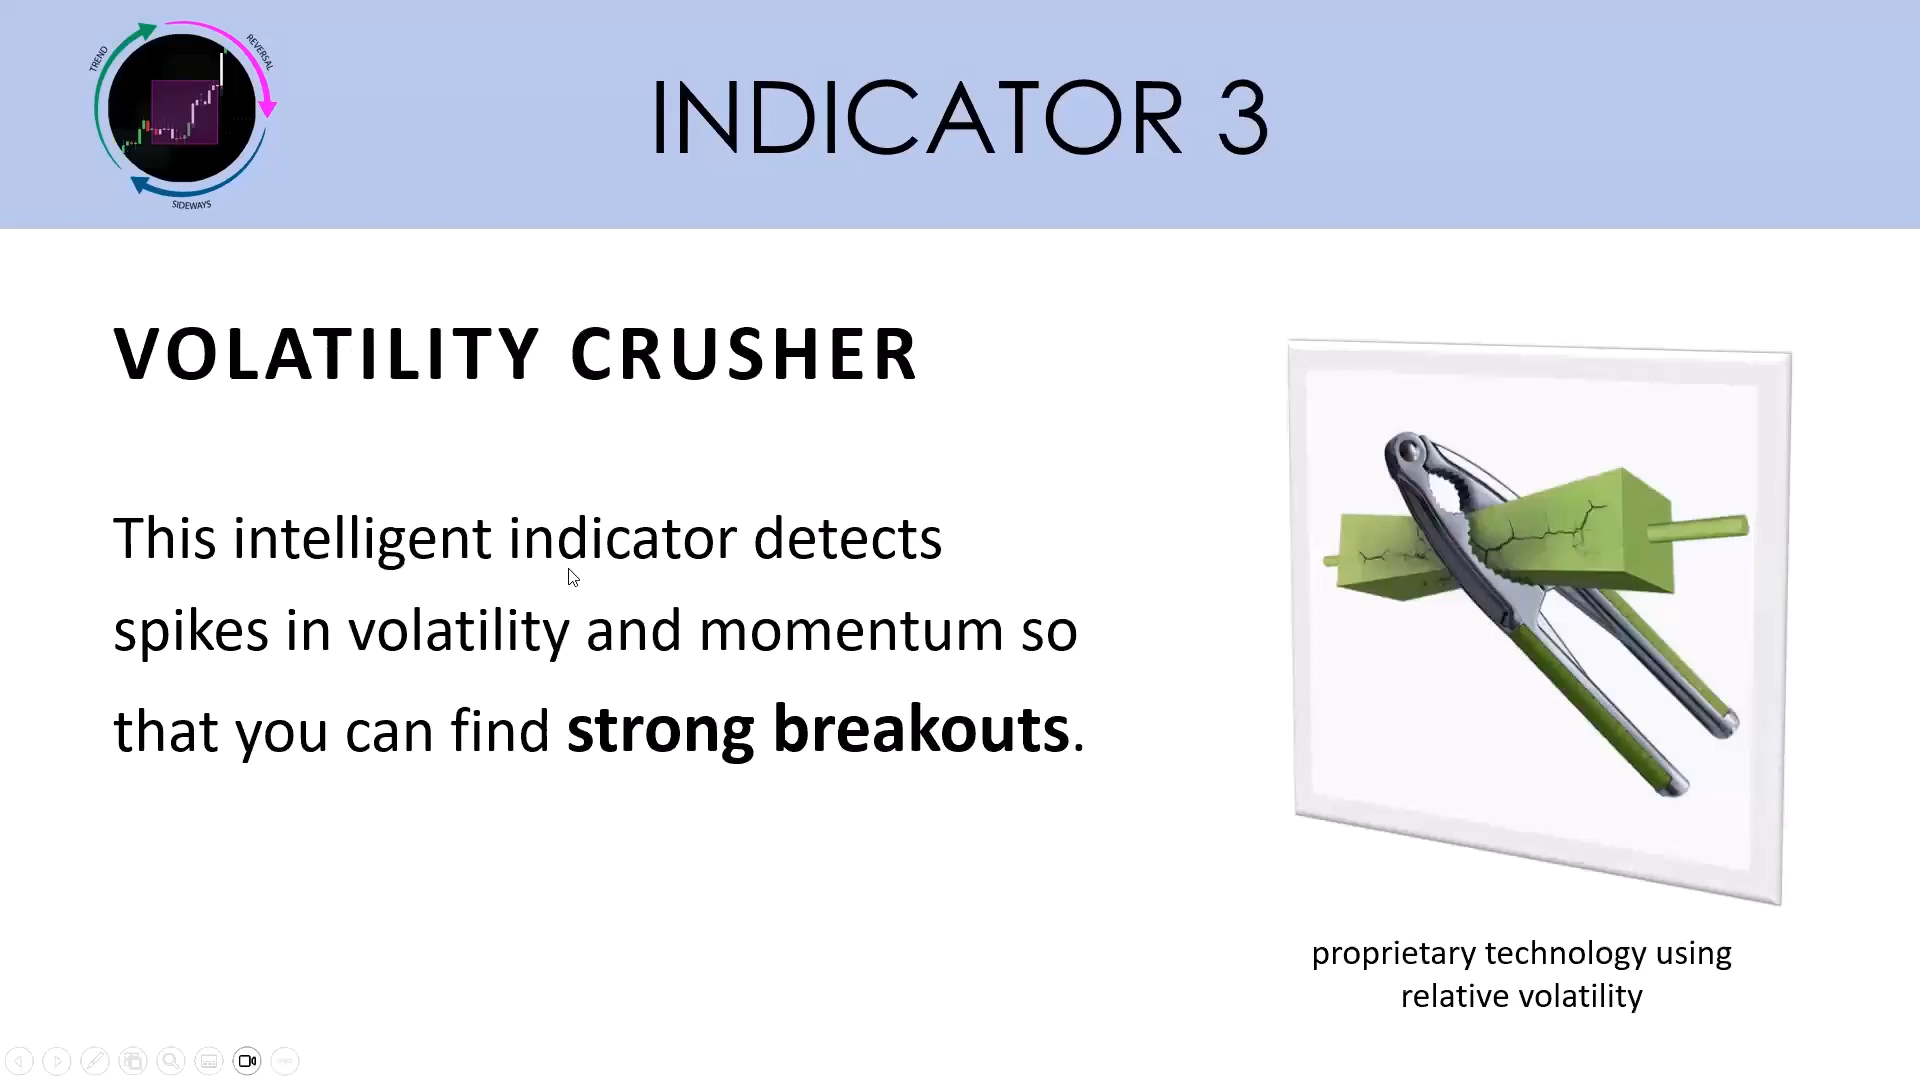 TREND
REVERSAL
SIDEWAYS
INDICATOR 3
VOLATILITY CRUSHER
This intelligent indicator detects
spikes in volatility and momentum so
that you can find strong breakouts.
proprietary technology using
relative volatility